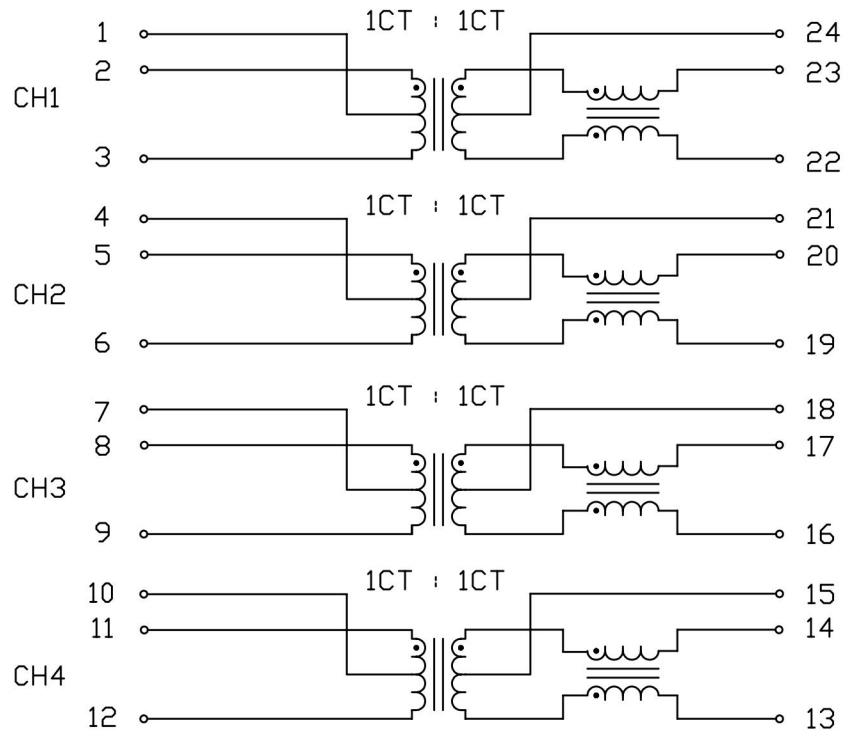 1 1CT : 1CT 24
2 23
CH1
3 22
4 1CT : 1CT 21
5 20
CH2
6 19
7 1CT : 1CT 18
8 17
CH3
9 16
10 1CT : 1CT 15
11 14
CH4
12 13